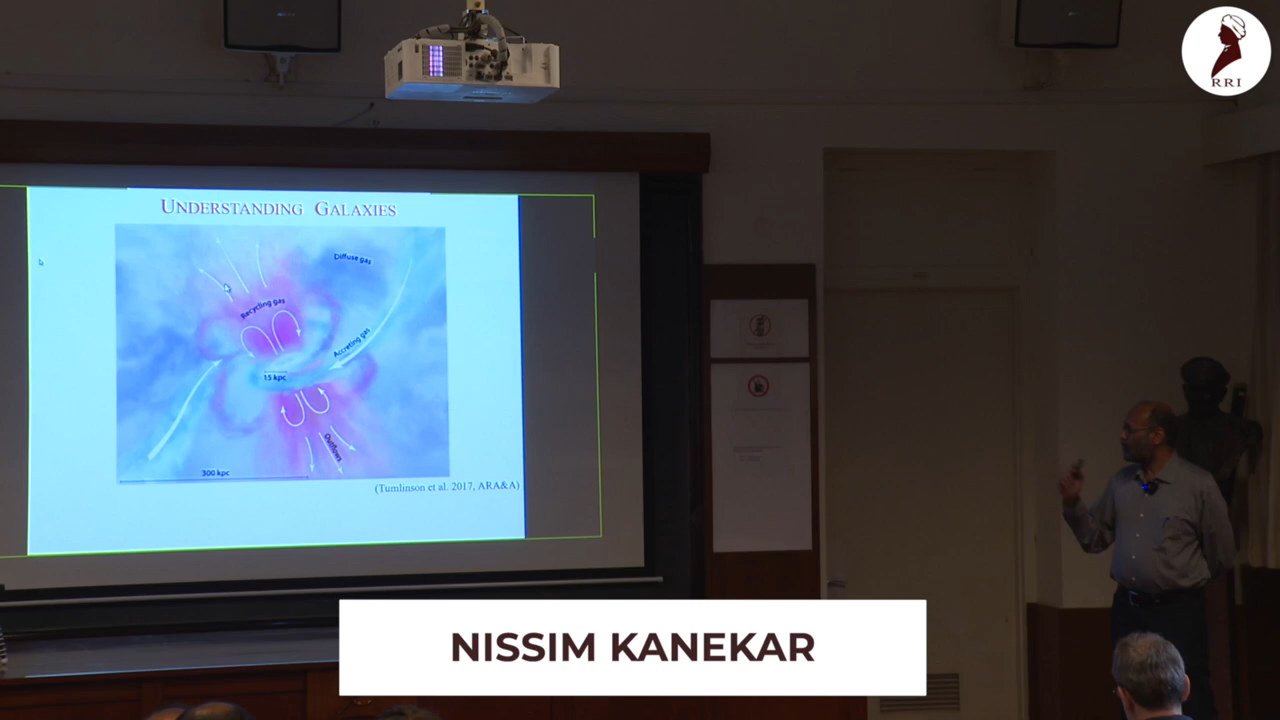 RRI
UNDERSTANDING GALAXIES
Diffuse gas
Recycling gas
Accreting gas
15 kpc
Outflows
300 kpc
(Tumlinson et al. 2017, ARA&A)
NISSIM KANEKAR